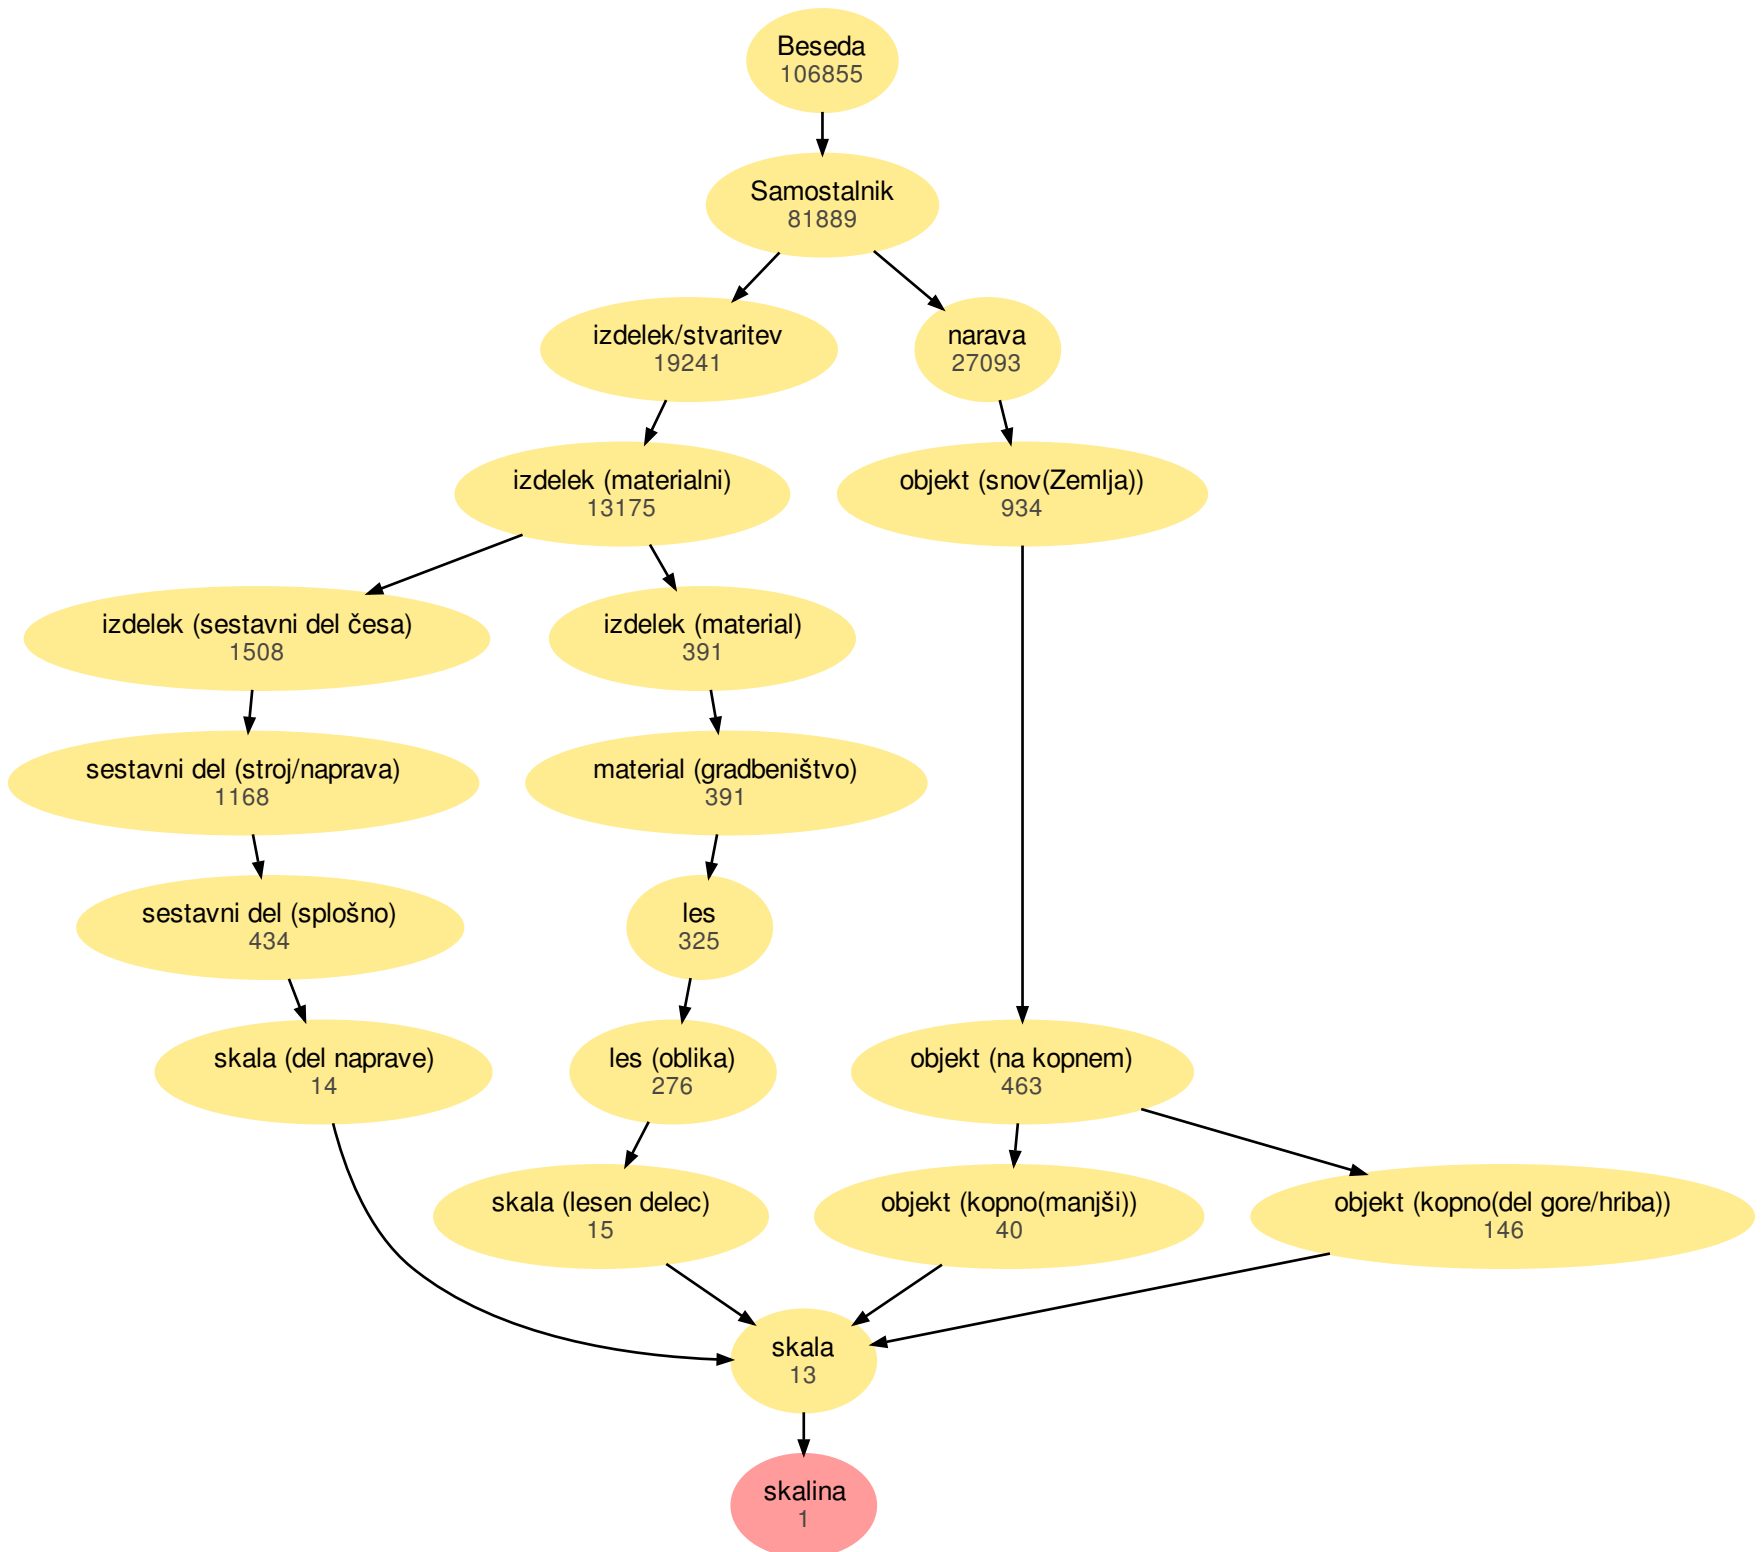 Beseda
106855
Samostalnik
81889
izdelek/stvaritev
19241
narava
27093
izdelek (materialni)
13175
objekt (snov(Zemlja))
934
izdelek (sestavni del česa)
1508
izdelek (material)
391
sestavni del (stroj/naprava)
1168
material (gradbeništvo)
391
sestavni del (splošno)
434
les
325
skala (del naprave)
14
les (oblika)
276
objekt (na kopnem)
463
skala (lesen delec)
15
objekt (kopno(manjši))
40
objekt (kopno(del gore/hriba))
146
skala
13
skalina
1